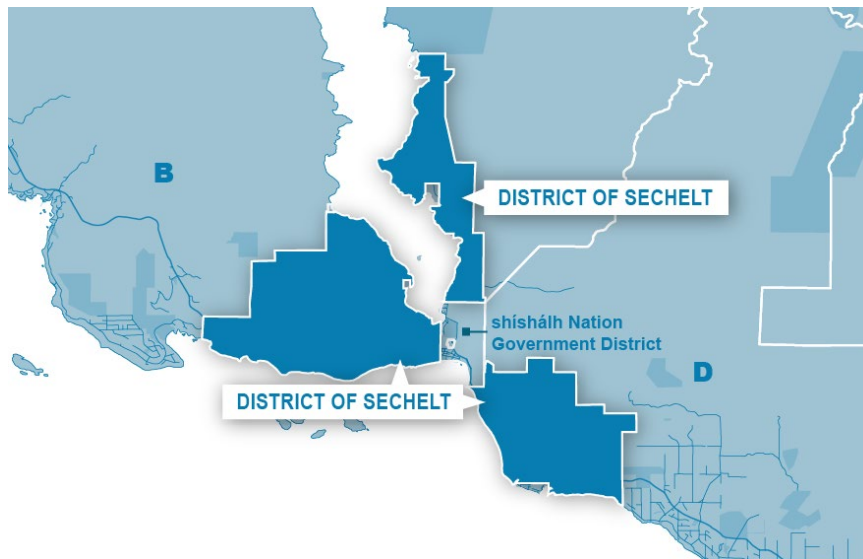 B
DISTRICT OF SECHELT
shíshálh Nation
Government District
D
DISTRICT OF SECHELT